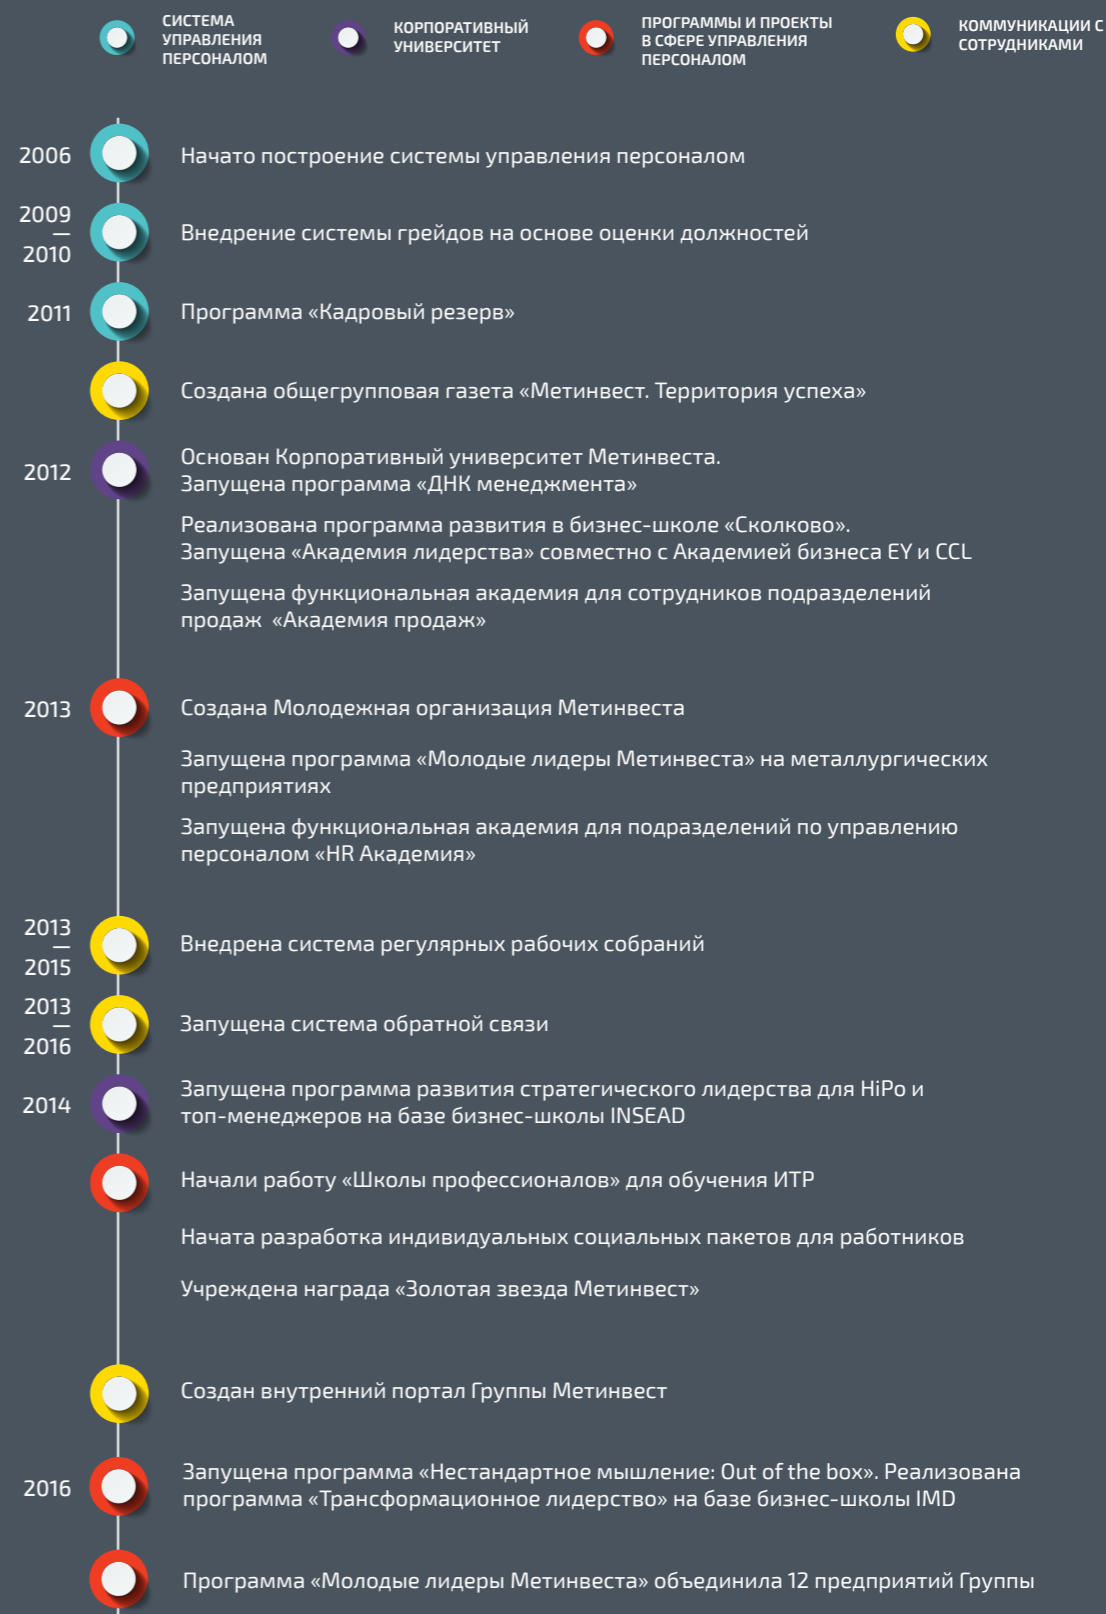 СИСТЕМА
УПРАВЛЕНИЯ
ПЕРСОНАЛОМ
КОРПОРАТИВНЫЙ
УНИВЕРСИТЕТ
ПРОГРАММЫ И ПРОЕКТЫ
В СФЕРЕ УПРАВЛЕНИЯ
ПЕРСОНАЛОМ
КОММУНИКАЦИИ С
СОТРУДНИКАМИ
2006
Начато построение системы управления персоналом
2009
—
2010
Внедрение системы грейдов на основе оценки должностей
2011
Программа «Кадровый резерв»
Создана общегрупповая газета «Метинвест. Территория успеха»
2012
Основан Корпоративный университет Метинвеста.
Запущена программа «ДНК менеджмента»
Реализована программа развития в бизнес-школе «Сколково».
Запущена «Академия лидерства» совместно с Академией бизнеса EY и CCL
Запущена функциональная академия для сотрудников подразделений
продаж «Академия продаж»
2013
Создана Молодежная организация Метинвеста
Запущена программа «Молодые лидеры Метинвеста» на металлургических
предприятиях
Запущена функциональная академия для подразделений по управлению
персоналом «HR Академия»
2013
—
2015
Внедрена система регулярных рабочих собраний
2013
—
2016
Запущена система обратной связи
2014
Запущена программа развития стратегического лидерства для HiPo и
топ-менеджеров на базе бизнес-школы INSEAD
Начали работу «Школы профессионалов» для обучения ИТР
Начата разработка индивидуальных социальных пакетов для работников
Учреждена награда «Золотая звезда Метинвест»
Создан внутренний портал Группы Метинвест
2016
Запущена программа «Нестандартное мышление: Out of the box». Реализована
программа «Трансформационное лидерство» на базе бизнес-школы IMD
Программа «Молодые лидеры Метинвеста» объединила 12 предприятий Группы